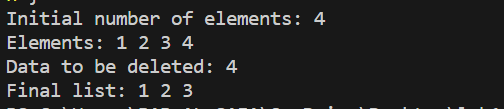 Initial number of elements: 4
Elements: 1 2 3 4
Data to be deleted: 4
Final list: 1 2 3